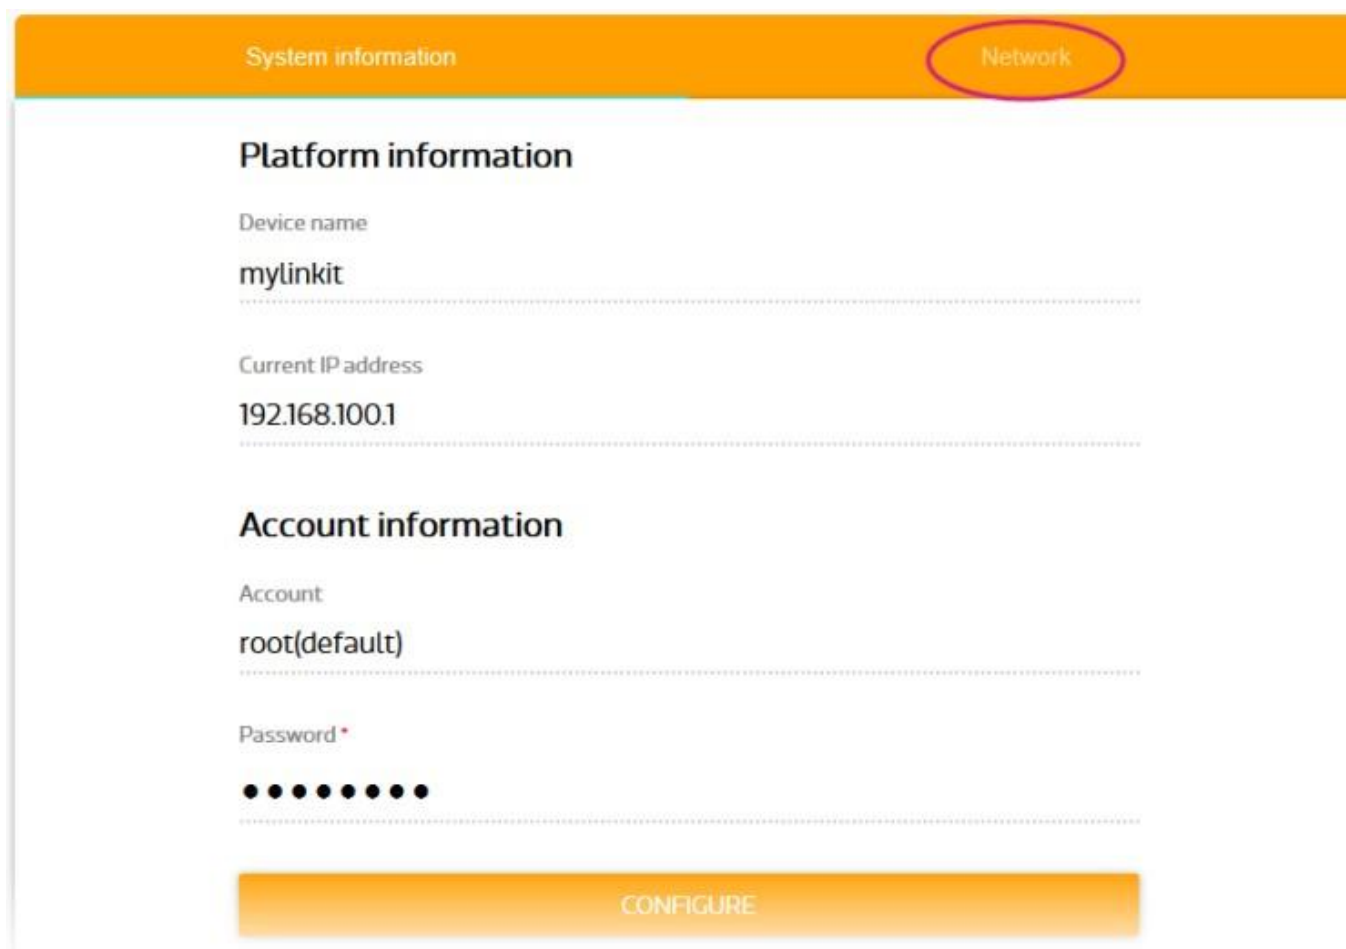 System information
Network
Platform information
Device name
mylinkit
Current IP address
192.168.100.1
Account information
Account
root(default)
Password *
••••••••
CONFIGURE